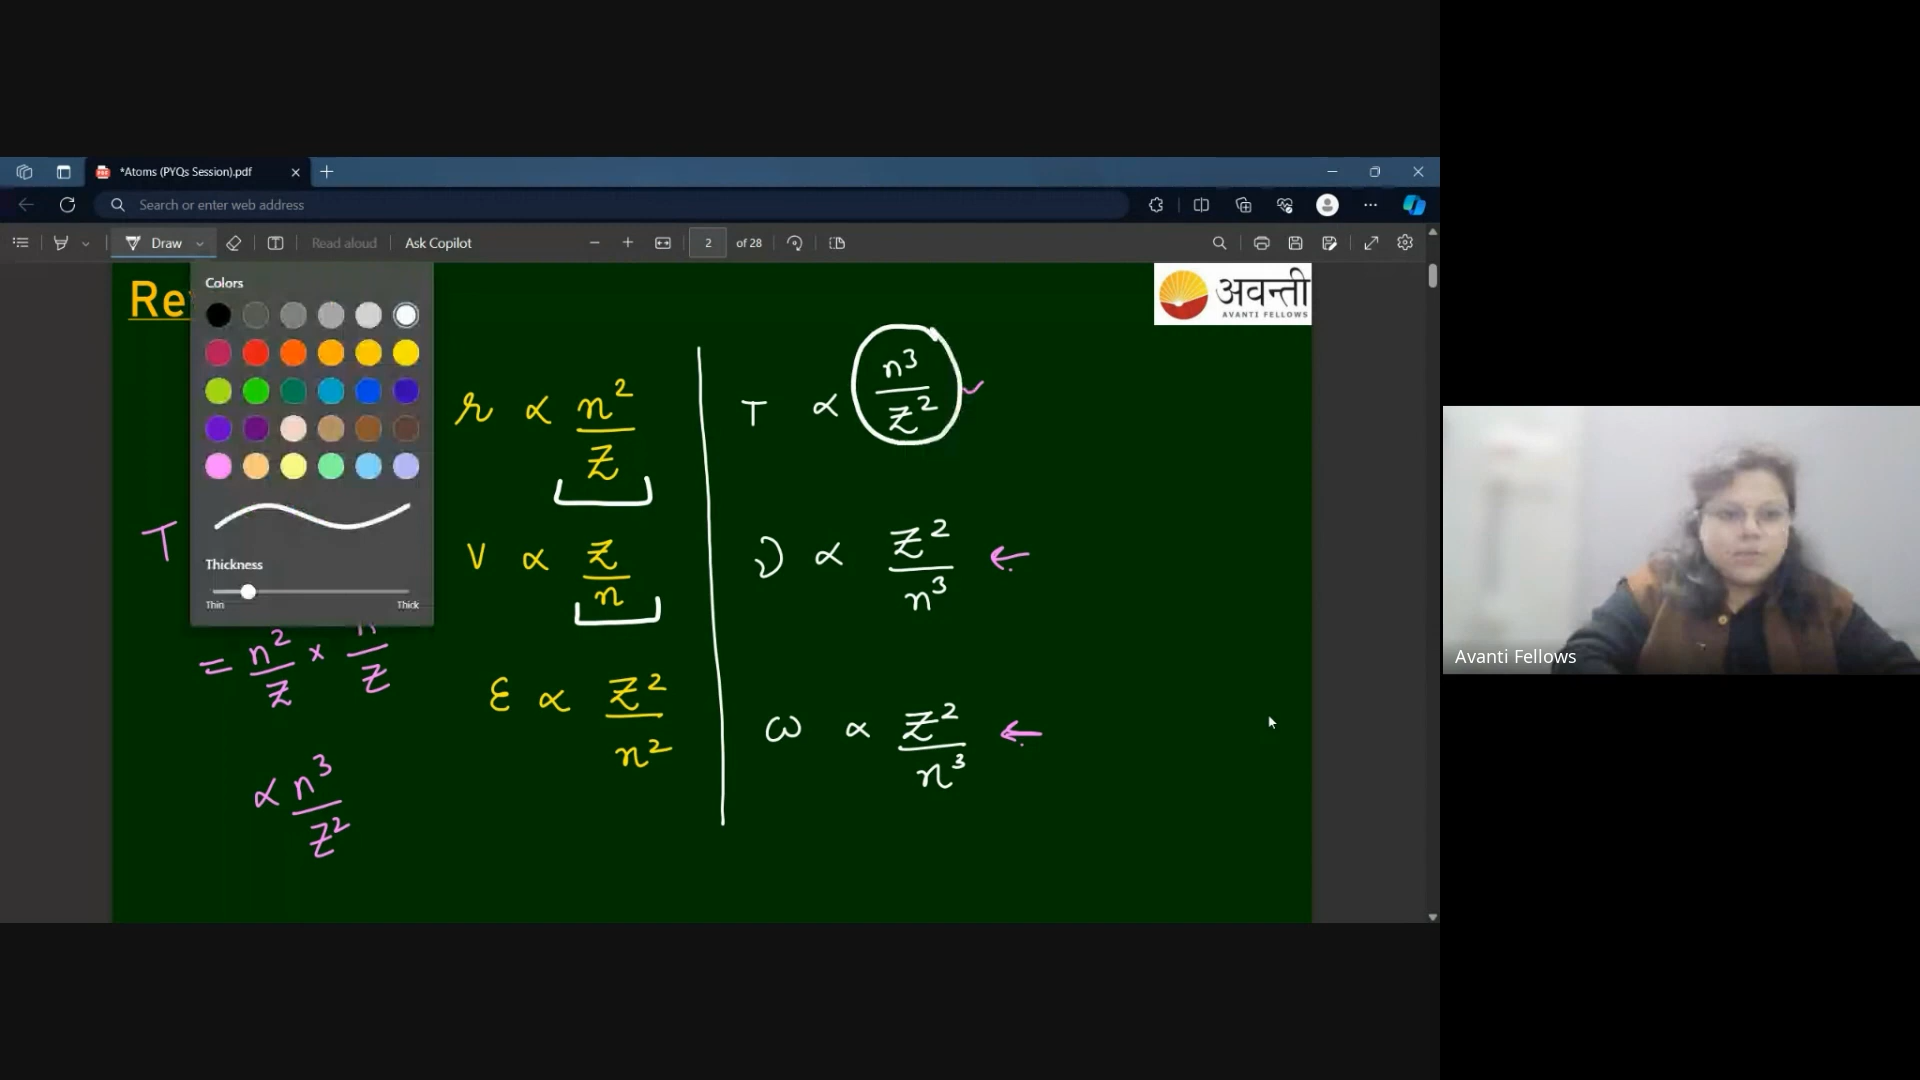 *Atoms (PYQs Session).pdf
Search or enter web address
Draw
Read aloud
Ask Copilot
2 of 28
Colors
Thickness
Thin Thick
अवन्ती
AVANTI FELLOWS
r ∝ n²/Z
v ∝ Z/n
ε ∝ Z²/n²
T ∝ n³/Z²
ν ∝ Z²/n³
ω ∝ Z²/n³
T
= n²/Z × n/Z
∝ n³/Z²
Avanti Fellows